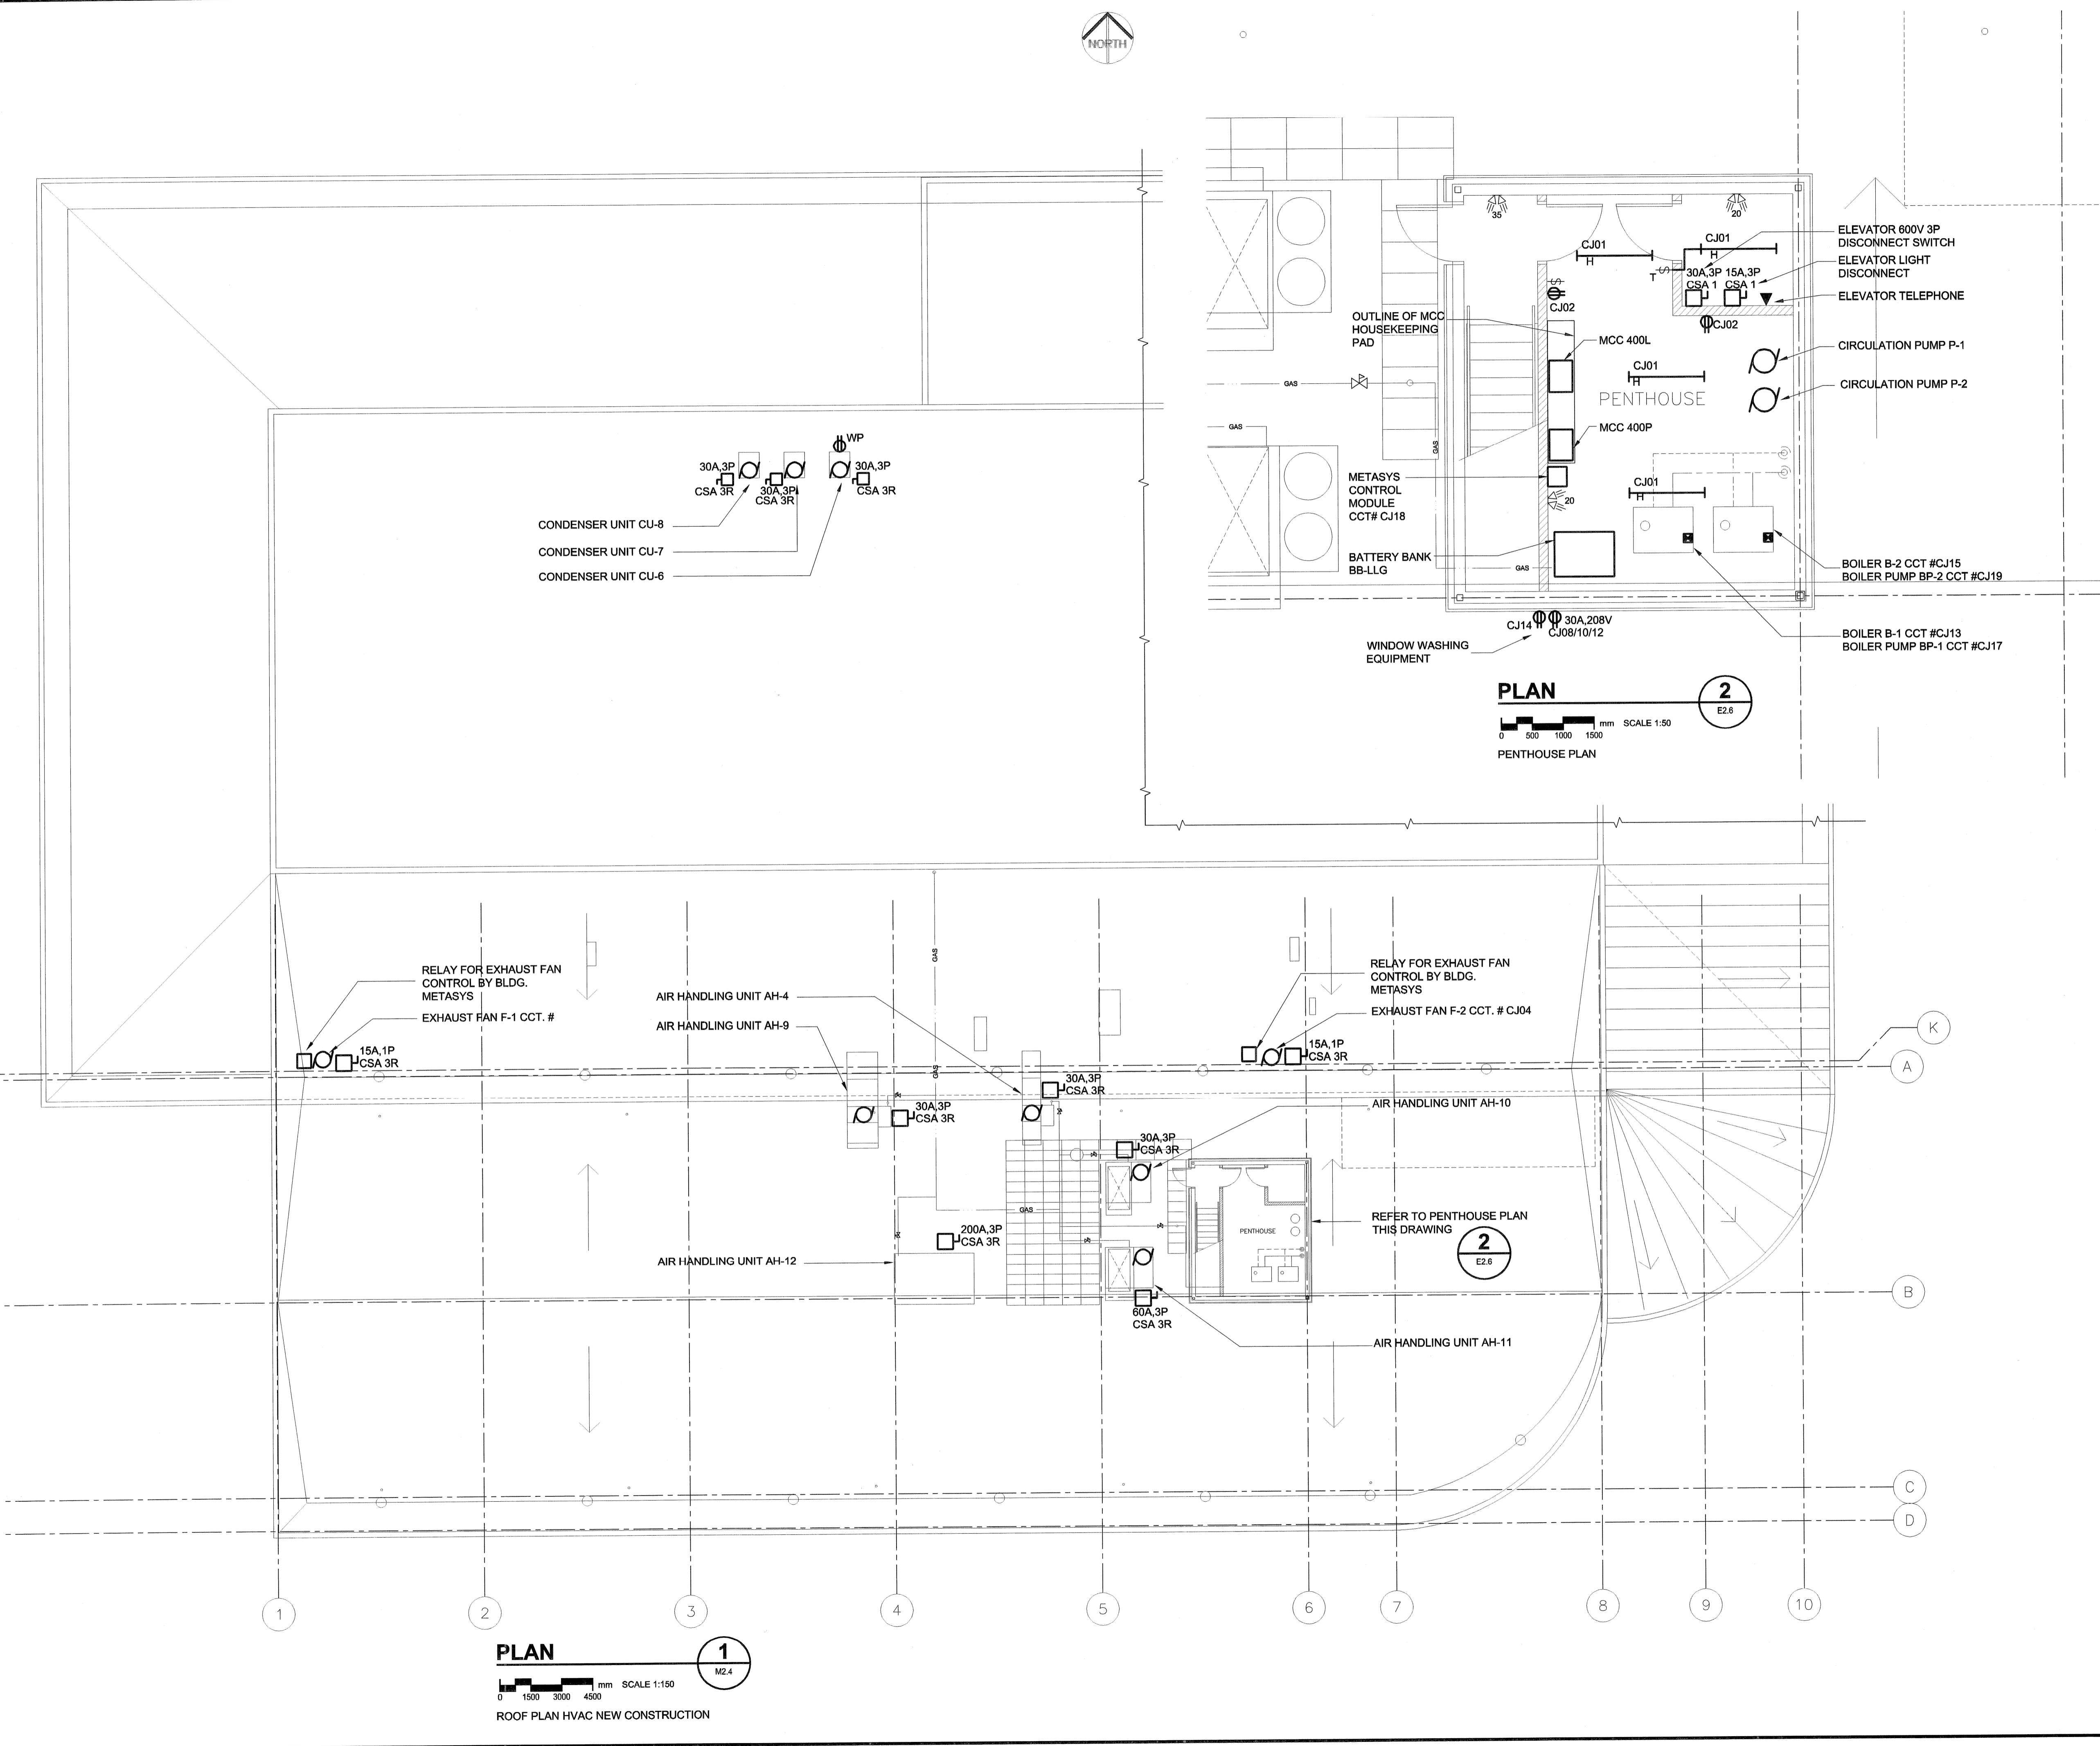 NORTH
35
20
CJ01
H
CJ01
H
S
T
30A,3P
CSA 1
15A,3P
CSA 1
ELEVATOR 600V 3P
DISCONNECT SWITCH
ELEVATOR LIGHT
DISCONNECT
ELEVATOR TELEPHONE
S
CJ02
CJ02
OUTLINE OF MCC
HOUSEKEEPING
PAD
MCC 400L
CJ01
H
PENTHOUSE
CIRCULATION PUMP P-1
CIRCULATION PUMP P-2
GAS
GAS
GAS
MCC 400P
METASYS
CONTROL
MODULE
CCT# CJ18
20
CJ01
H
BATTERY BANK
BB-LLG
GAS
BOILER B-2 CCT #CJ15
BOILER PUMP BP-2 CCT #CJ19
CJ14
30A,208V
CJ08/10/12
WINDOW WASHING
EQUIPMENT
BOILER B-1 CCT #CJ13
BOILER PUMP BP-1 CCT #CJ17
PLAN
2
E2.6
mm SCALE 1:50
0 500 1000 1500
PENTHOUSE PLAN
WP
30A,3P
CSA 3R
30A,3P
CSA 3R
30A,3P
CSA 3R
CONDENSER UNIT CU-8
CONDENSER UNIT CU-7
CONDENSER UNIT CU-6
RELAY FOR EXHAUST FAN
CONTROL BY BLDG.
METASYS
EXHAUST FAN F-1 CCT. #
15A,1P
CSA 3R
AIR HANDLING UNIT AH-4
AIR HANDLING UNIT AH-9
GAS
GAS
30A,3P
CSA 3R
30A,3P
CSA 3R
RELAY FOR EXHAUST FAN
CONTROL BY BLDG.
METASYS
EXHAUST FAN F-2 CCT. # CJ04
15A,1P
CSA 3R
K
A
AIR HANDLING UNIT AH-10
30A,3P
CSA 3R
GAS
200A,3P
CSA 3R
PENTHOUSE
REFER TO PENTHOUSE PLAN
THIS DRAWING
2
E2.6
AIR HANDLING UNIT AH-12
B
60A,3P
CSA 3R
AIR HANDLING UNIT AH-11
C
D
1 2 3 4 5 6 7 8 9 10
PLAN
1
M2.4
mm SCALE 1:150
0 1500 3000 4500
ROOF PLAN HVAC NEW CONSTRUCTION